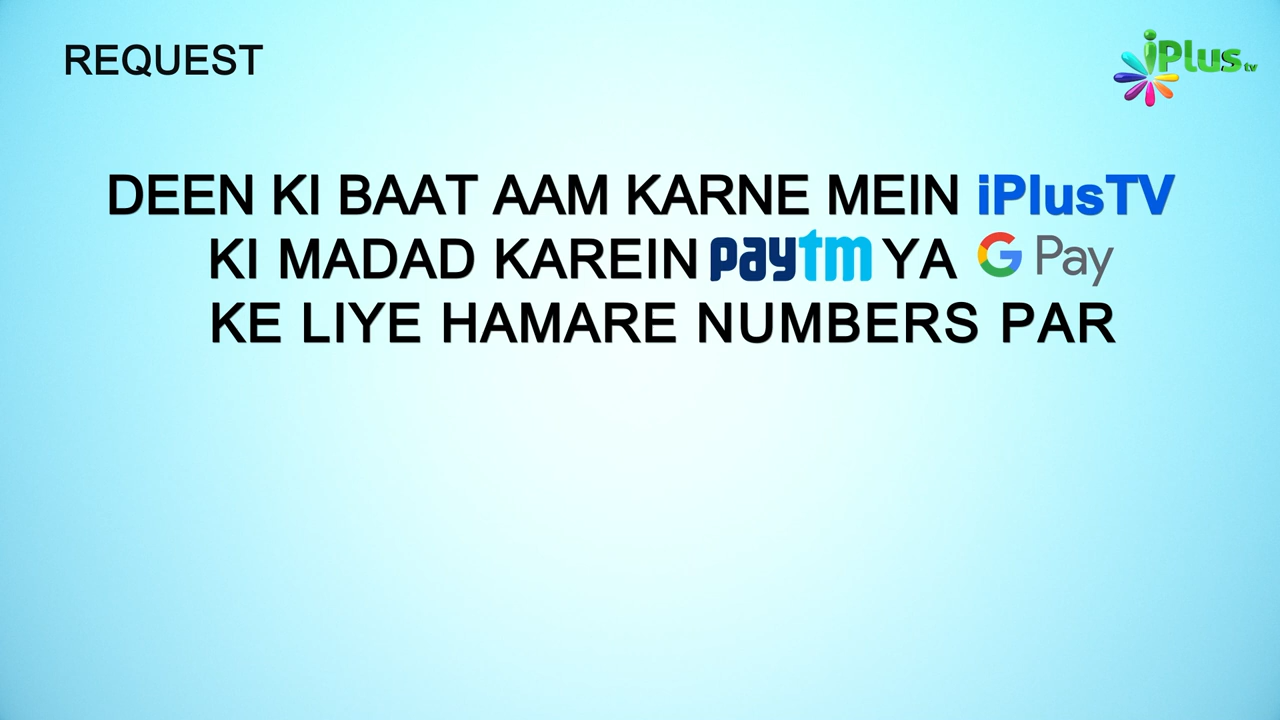 REQUEST
iPlus tv
DEEN KI BAAT AAM KARNE MEIN iPlusTV
KI MADAD KAREIN paytm YA G Pay
KE LIYE HAMARE NUMBERS PAR